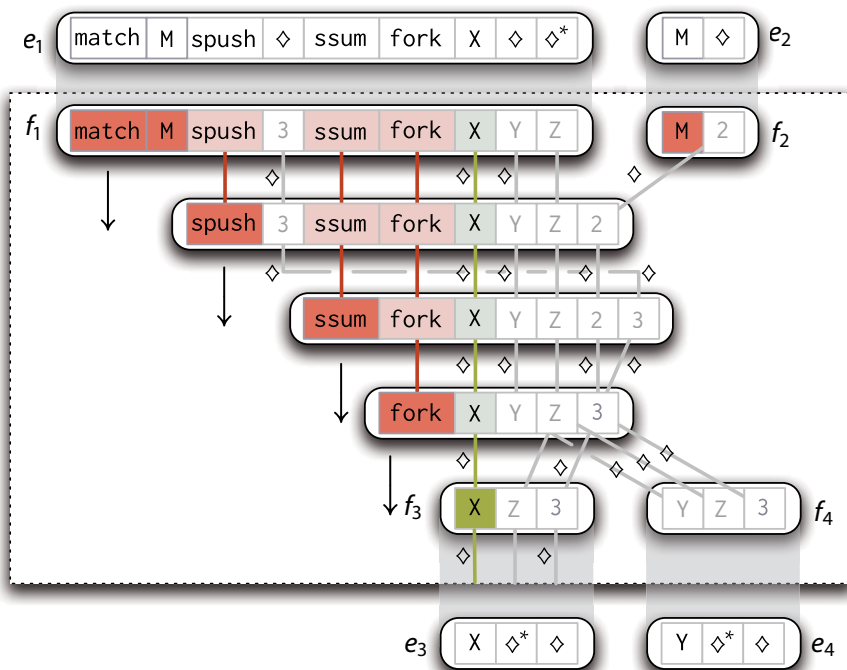 e1 match M spush ◇ ssum fork X ◇ ◇* M ◇ e2
f1 match M spush 3 ssum fork X Y Z M 2 f2
◇ ◇ ◇ ◇
spush 3 ssum fork X Y Z 2
◇ ◇ ◇ ◇ ◇
ssum fork X Y Z 2 3
◇ ◇ ◇ ◇
fork X Y Z 3
◇ ◇ ◇ ◇ ◇
f3 X Z 3 Y Z 3 f4
◇ ◇
e3 X ◇* ◇ Y ◇* ◇ e4